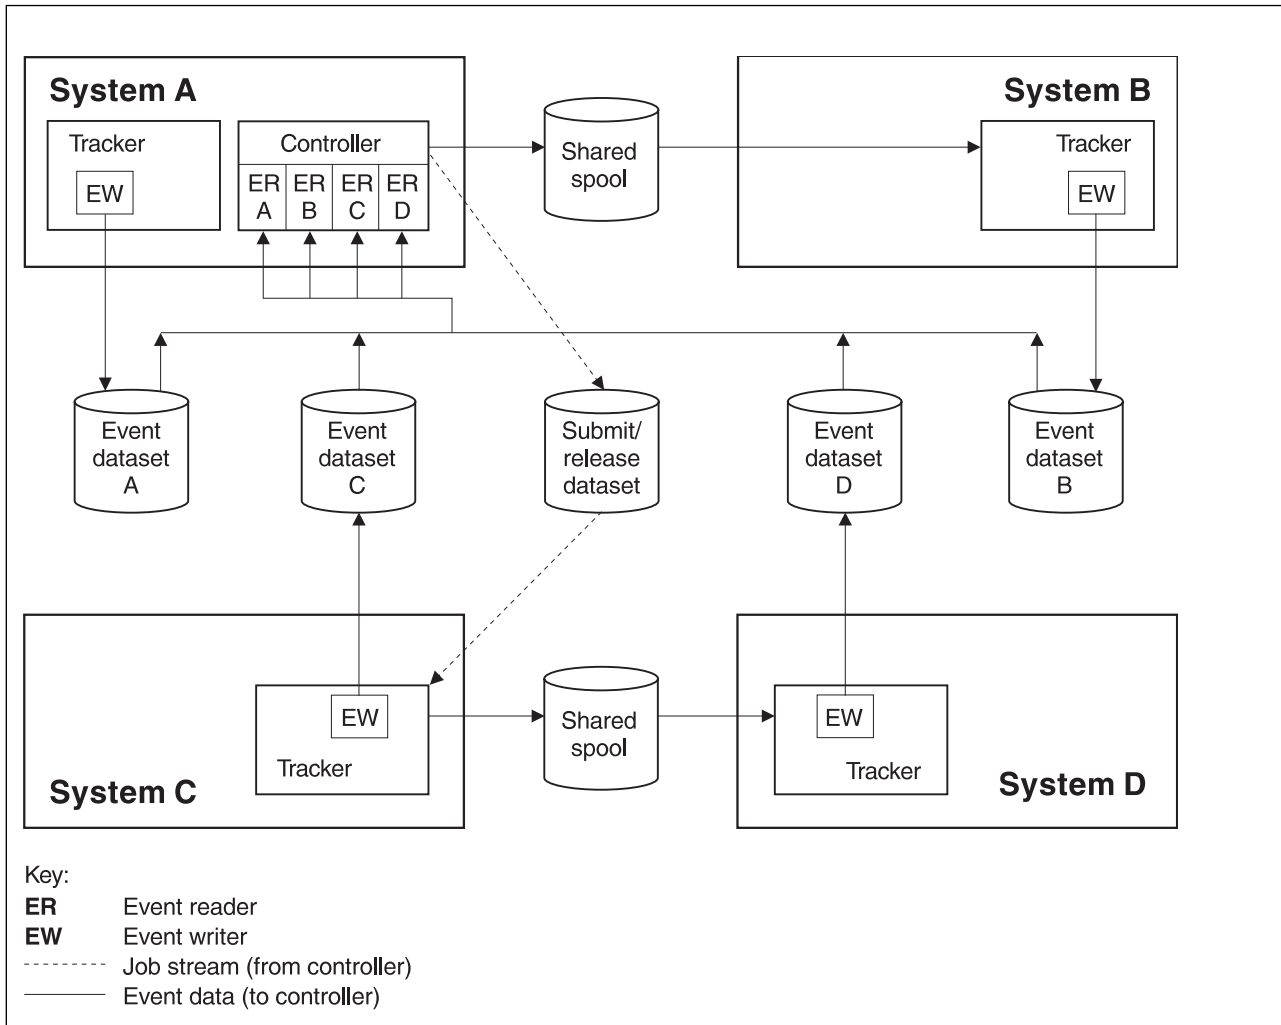 System A
Tracker
EW
Controller
ER
A
ER
B
ER
C
ER
D
Shared
spool
System B
Tracker
EW
Event
dataset
A
Event
dataset
C
Submit/
release
dataset
Event
dataset
D
Event
dataset
B
System C
EW
Tracker
Shared
spool
EW
Tracker
System D
Key:
ER Event reader
EW Event writer
Job stream (from controller)
Event data (to controller)